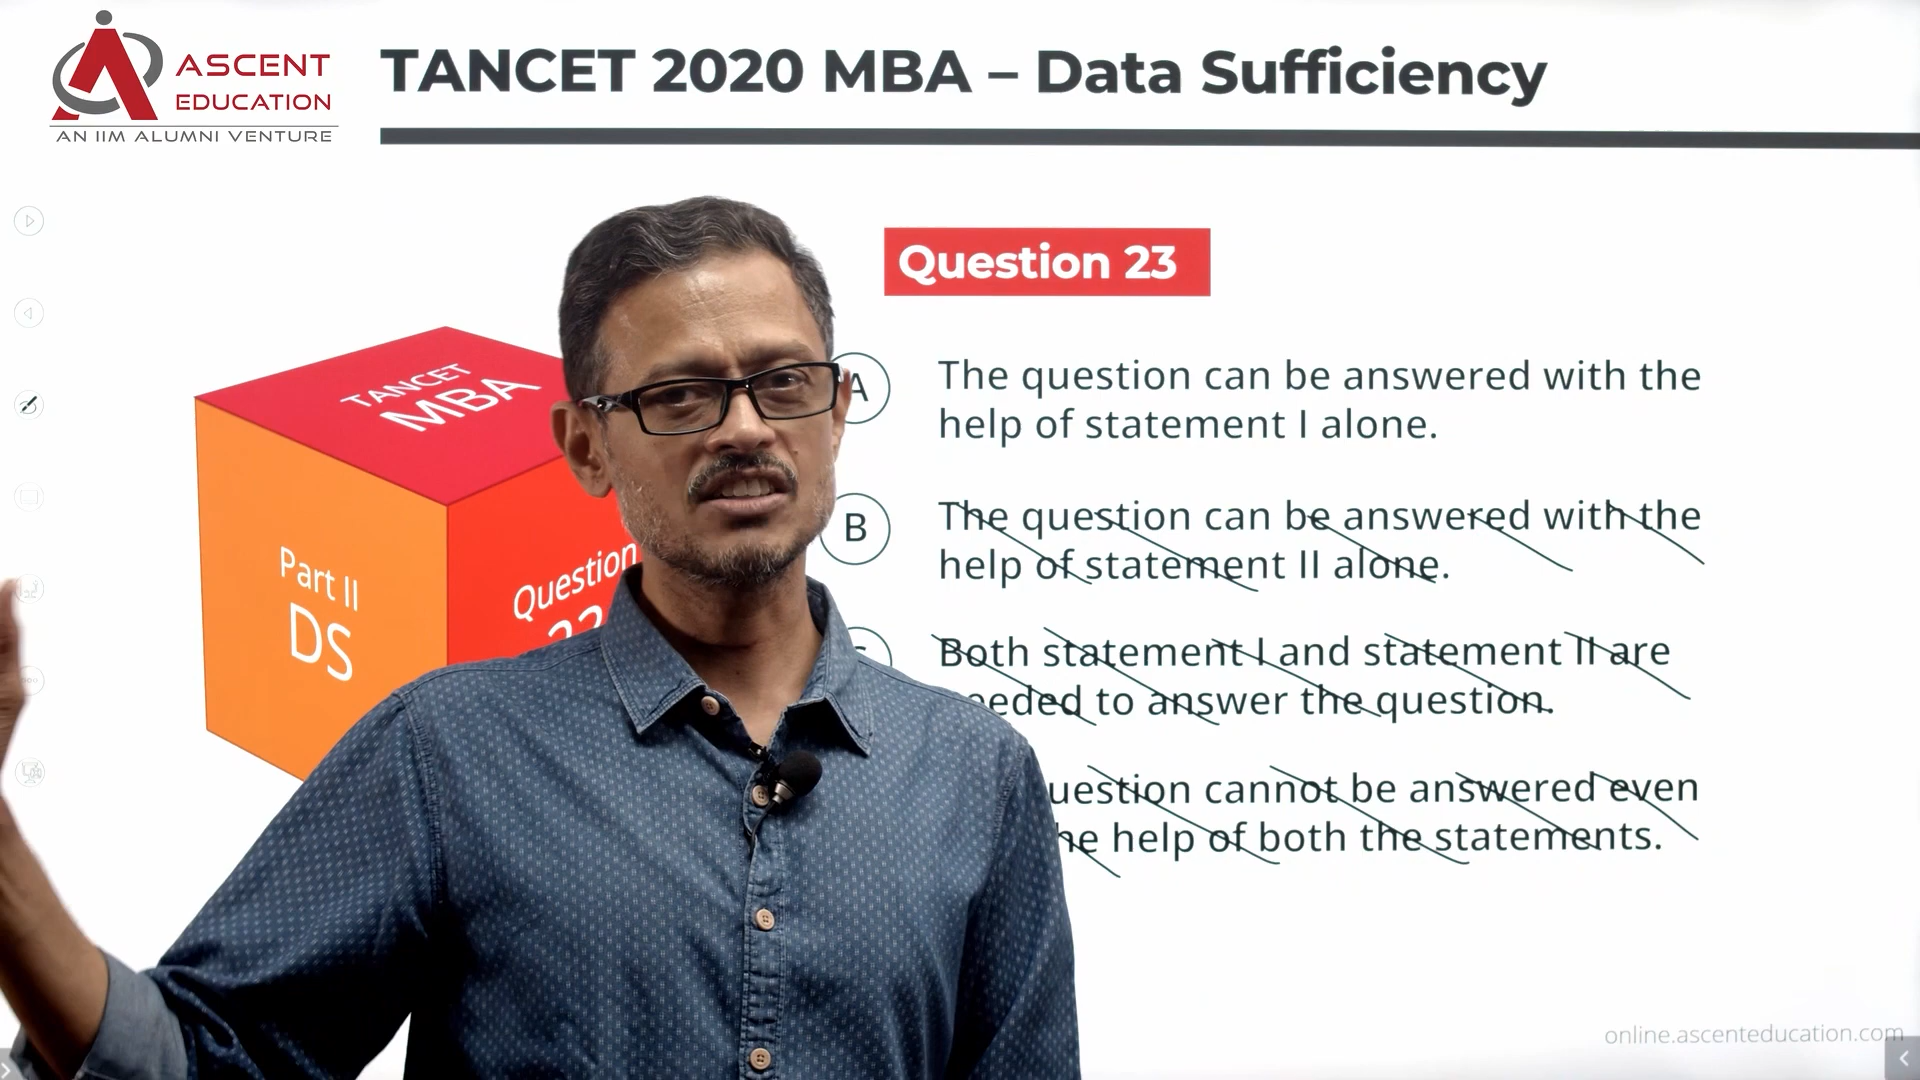 ASCENT
EDUCATION
AN IIM ALUMNI VENTURE
TANCET 2020 MBA – Data Sufficiency
Question 23
TANCET
MBA
Part II
DS
Question
A
The question can be answered with the
help of statement I alone.
B
The question can be answered with the
help of statement II alone.
Both statement I and statement II are
eeded to answer the question.
uestion cannot be answered even
he help of both the statements.
online.ascenteducation.com